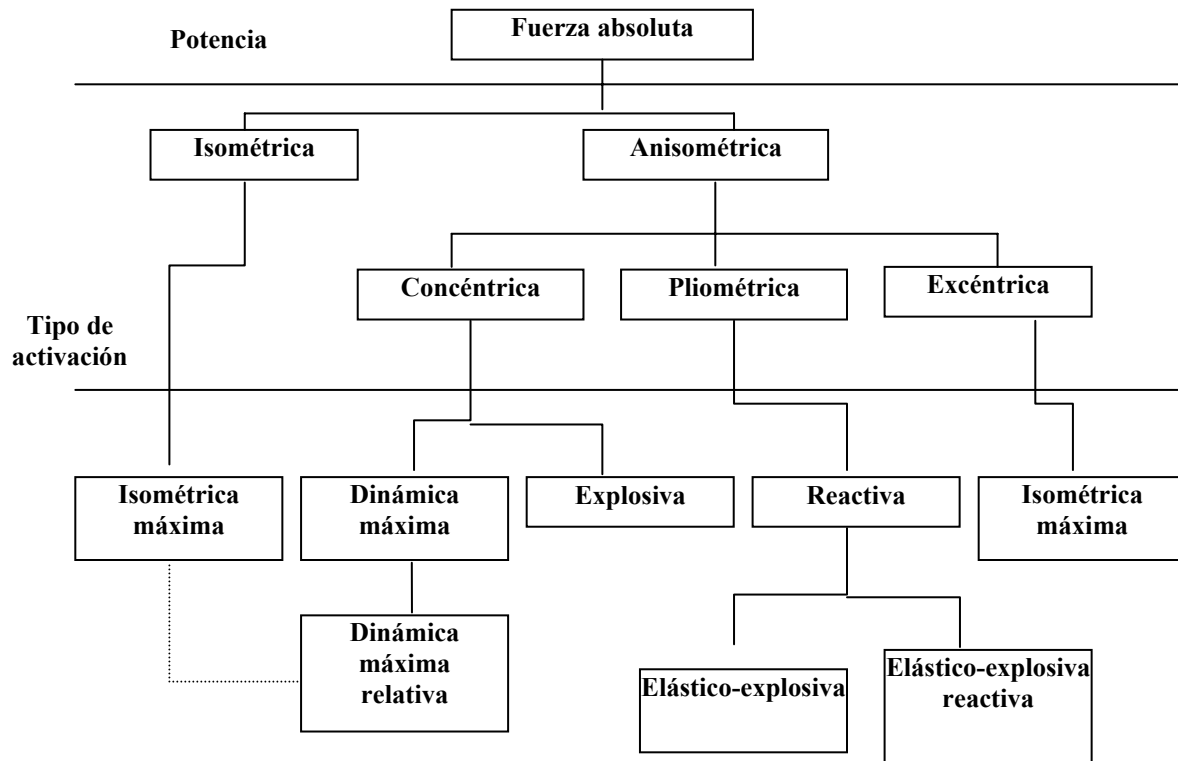 Fuerza absoluta
Potencia
Isométrica
Anisométrica
Concéntrica
Pliométrica
Excéntrica
Tipo de
activación
Isométrica
máxima
Dinámica
máxima
Explosiva
Reactiva
Isométrica
máxima
Dinámica
máxima
relativa
Elástico-explosiva
Elástico-explosiva
reactiva